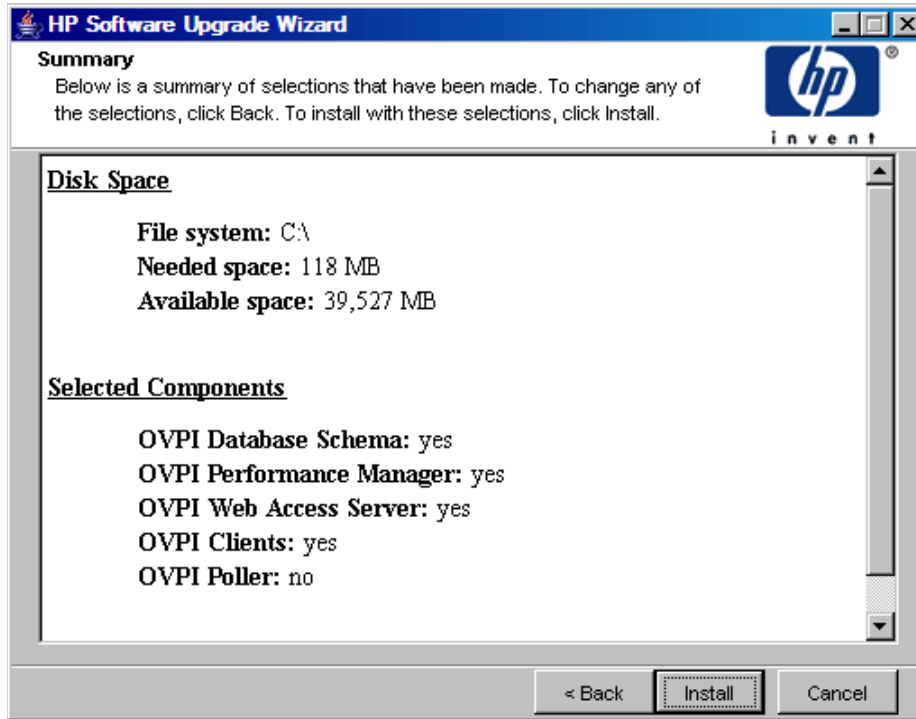 HP Software Upgrade Wizard
Summary
Below is a summary of selections that have been made. To change any of
the selections, click Back. To install with these selections, click Install.
hp
®
invent
Disk Space
File system: C:\
Needed space: 118 MB
Available space: 39,527 MB
Selected Components
OVPI Database Schema: yes
OVPI Performance Manager: yes
OVPI Web Access Server: yes
OVPI Clients: yes
OVPI Poller: no
< Back
Install
Cancel